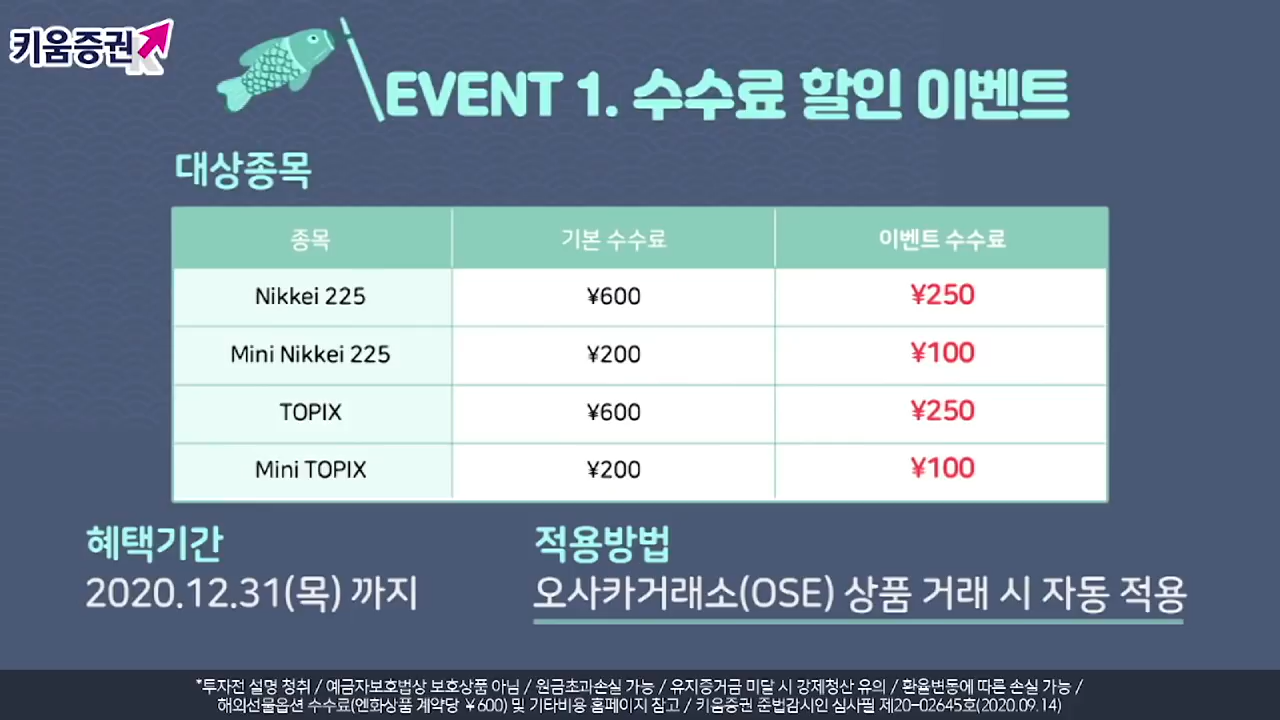 키움증권
EVENT 1. 수수료 할인 이벤트
대상종목
종목 기본 수수료 이벤트 수수료
Nikkei 225 ¥600 ¥250
Mini Nikkei 225 ¥200 ¥100
TOPIX ¥600 ¥250
Mini TOPIX ¥200 ¥100
혜택기간
2020.12.31(목) 까지
적용방법
오사카거래소(OSE) 상품 거래 시 자동 적용
*투자전 설명 청취 / 예금자보호법상 보호상품 아님 / 원금초과손실 가능 / 유지증거금 미달 시 강제청산 유의 / 환율변동에 따른 손실 가능 /
해외선물옵션 수수료(엔화상품 계약당 ¥600) 및 기타비용 홈페이지 참고 / 키움증권 준법감시인 심사필 제20-02645호(2020.09.14)